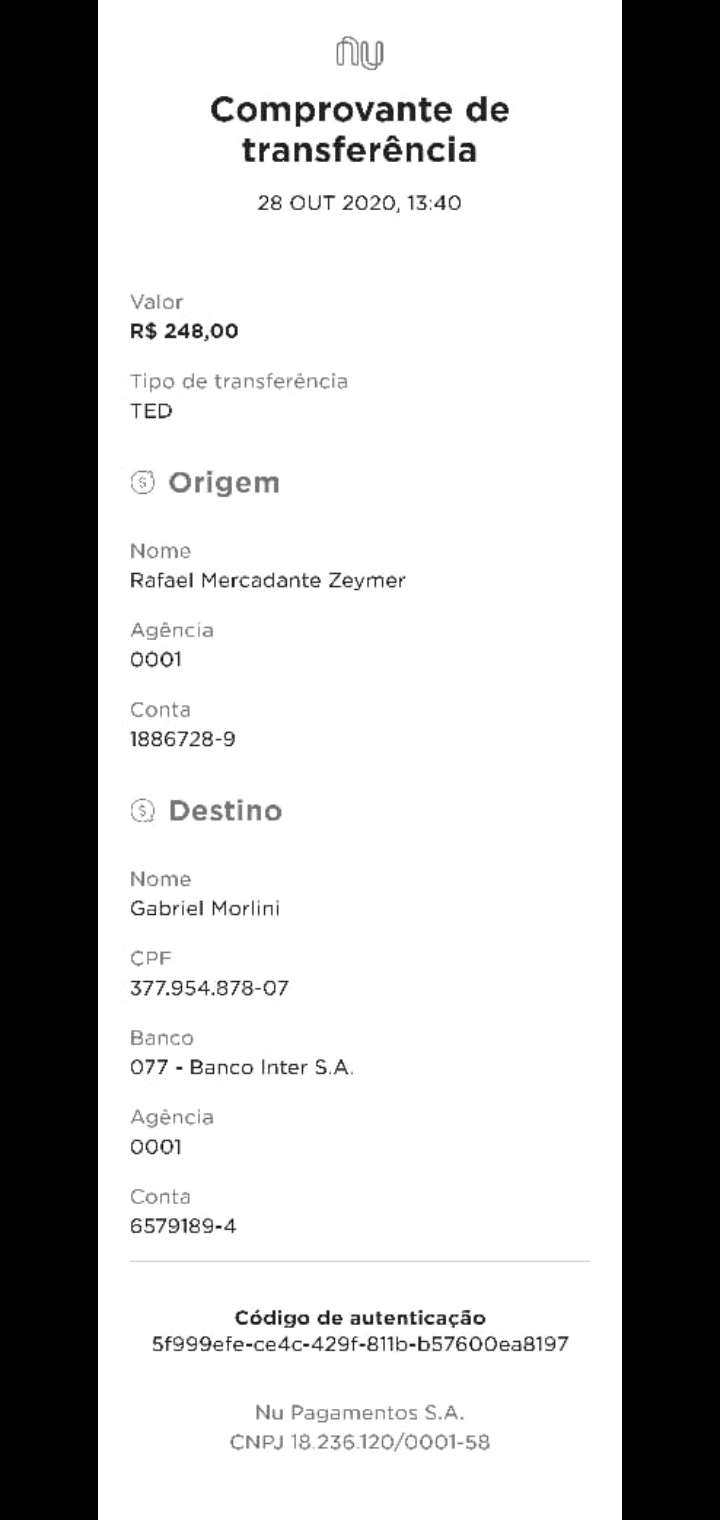 nu
Comprovante de
transferência
28 OUT 2020, 13:40
Valor
R$ 248,00
Tipo de transferência
TED
Origem
Nome
Rafael Mercadante Zeymer
Agência
0001
Conta
1886728-9
Destino
Nome
Gabriel Morlini
CPF
377.954.878-07
Banco
077 - Banco Inter S.A.
Agência
0001
Conta
6579189-4
Código de autenticação
5f999efe-ce4c-429f-811b-b57600ea8197
Nu Pagamentos S.A.
CNPJ 18.236.120/0001-58